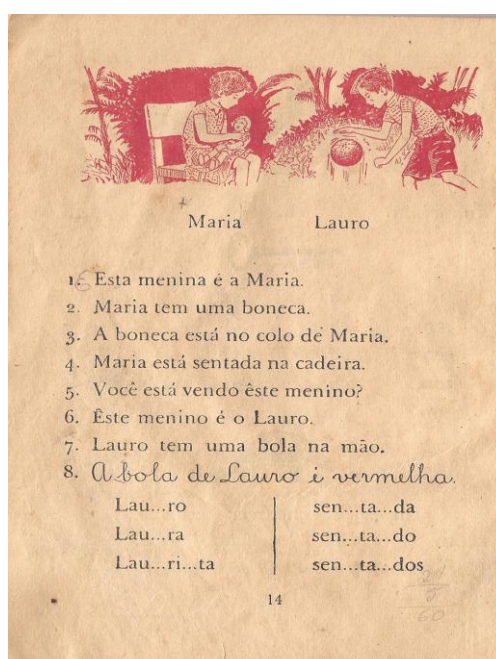 Maria Lauro
1. Esta menina é a Maria.
2. Maria tem uma boneca.
3. A boneca está no colo de Maria.
4. Maria está sentada na cadeira.
5. Você está vendo êste menino?
6. Êste menino é o Lauro.
7. Lauro tem uma bola na mão.
8. A bola de Lauro é vermelha.
Lau...ro sen...ta...da
Lau...ra sen...ta...do
Lau...ri...ta sen...ta...dos
14
60